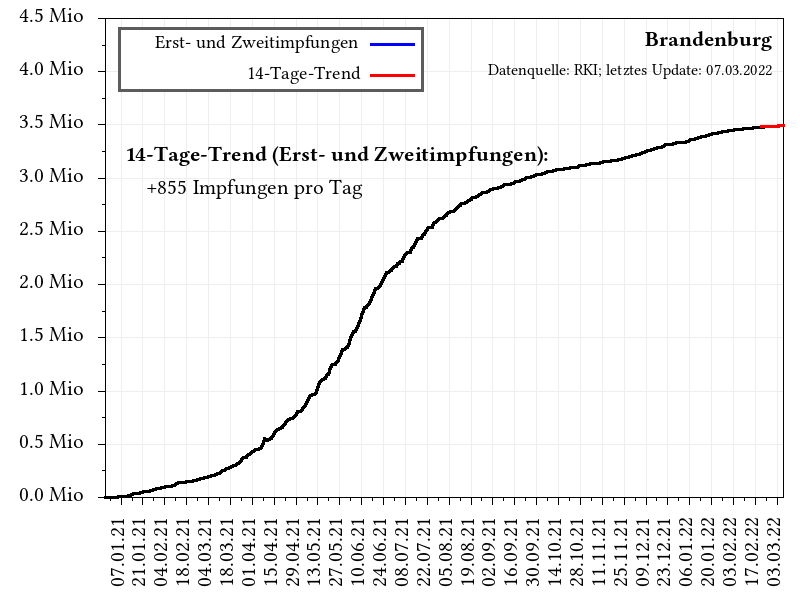 4.5 Mio
4.0 Mio
3.5 Mio
3.0 Mio
2.5 Mio
2.0 Mio
1.5 Mio
1.0 Mio
0.5 Mio
0.0 Mio
Erst- und Zweitimpfungen
14-Tage-Trend
Brandenburg
Datenquelle: RKI; letztes Update: 07.03.2022
14-Tage-Trend (Erst- und Zweitimpfungen):
+855 Impfungen pro Tag
07.01.21
21.01.21
04.02.21
18.02.21
04.03.21
18.03.21
01.04.21
15.04.21
29.04.21
13.05.21
27.05.21
10.06.21
24.06.21
08.07.21
22.07.21
05.08.21
19.08.21
02.09.21
16.09.21
30.09.21
14.10.21
28.10.21
11.11.21
25.11.21
09.12.21
23.12.21
06.01.22
20.01.22
03.02.22
17.02.22
03.03.22